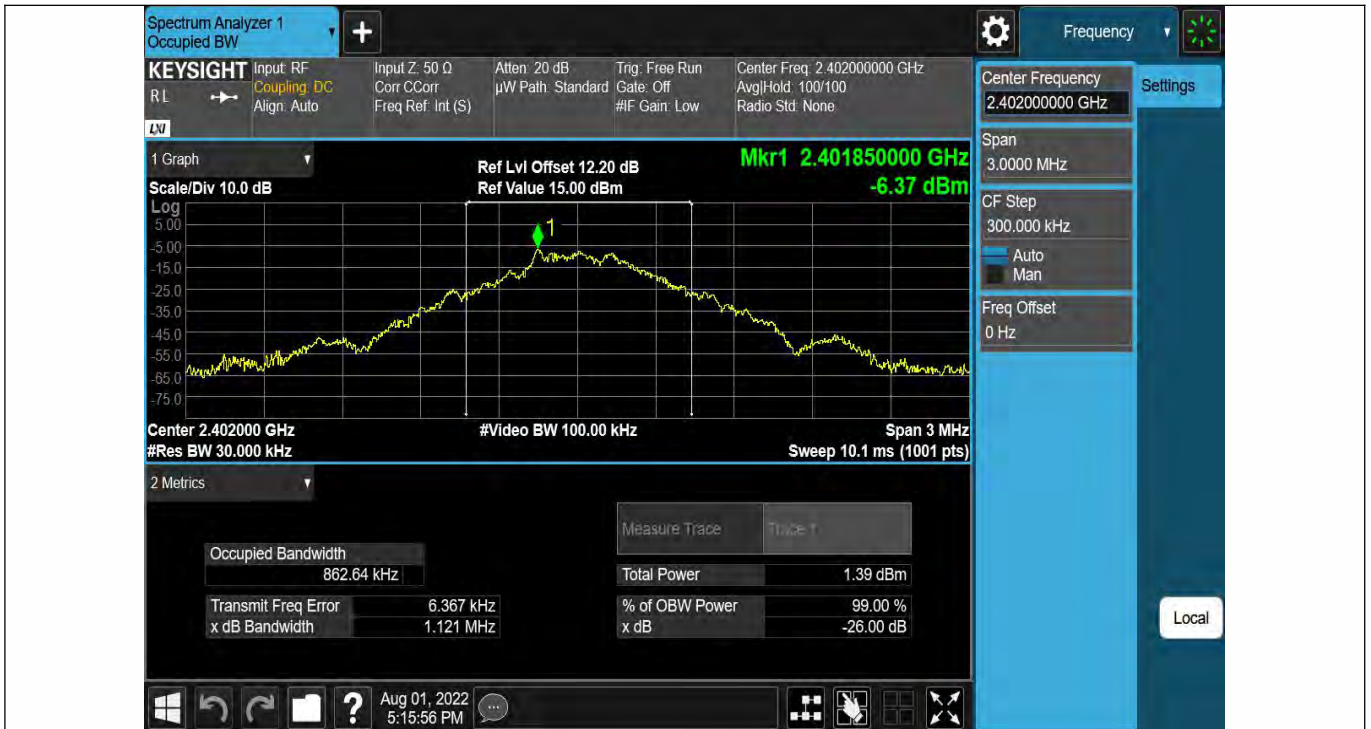 Spectrum Analyzer 1
Occupied BW
Frequency
KEYSIGHT
R L
LXI
Input: RF
Coupling: DC
Align: Auto
Input Z: 50 Ω
Corr CCorr
Freq Ref: Int (S)
Atten: 20 dB
µW Path: Standard
Trig: Free Run
Gate: Off
#IF Gain: Low
Center Freq: 2.402000000 GHz
Avg|Hold: 100/100
Radio Std: None
Center Frequency
2.402000000 GHz
Settings
Span
3.0000 MHz
CF Step
300.000 kHz
Auto
Man
Freq Offset
0 Hz
Local
1 Graph
Scale/Div 10.0 dB
Ref Lvl Offset 12.20 dB
Ref Value 15.00 dBm
Mkr1 2.401850000 GHz
-6.37 dBm
Log
5.00
-5.00
-15.0
-25.0
-35.0
-45.0
-55.0
-65.0
-75.0
1
Center 2.402000 GHz
#Res BW 30.000 kHz
#Video BW 100.00 kHz
Span 3 MHz
Sweep 10.1 ms (1001 pts)
2 Metrics
Measure Trace
Trace 1
Occupied Bandwidth
862.64 kHz
Total Power 1.39 dBm
Transmit Freq Error 6.367 kHz
% of OBW Power 99.00 %
x dB Bandwidth 1.121 MHz
x dB -26.00 dB
Aug 01, 2022
5:15:56 PM